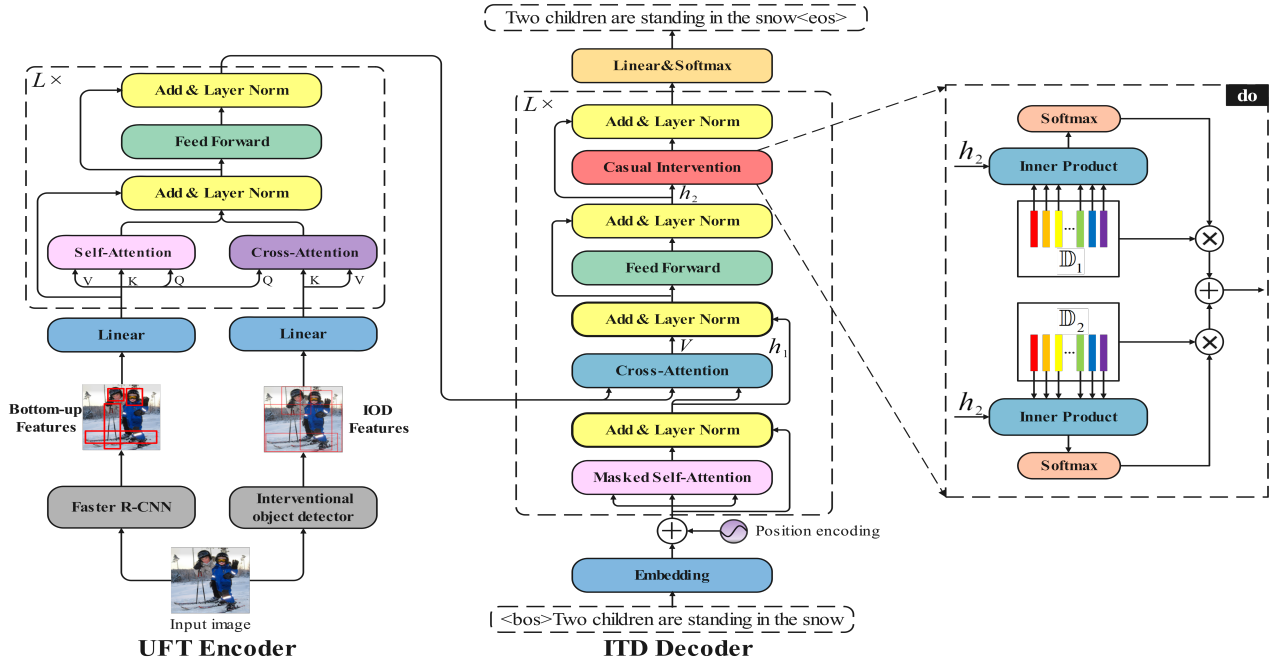 Two children are standing in the snow<eos>
L×
Add & Layer Norm
Feed Forward
Add & Layer Norm
Self-Attention
Cross-Attention
V
K
Q
Q
K
V
Linear
Linear
Bottom-up
Features
IOD
Features
Faster R-CNN
Interventional
object detector
Input image
UFT Encoder
Linear&Softmax
L×
Add & Layer Norm
Casual Intervention
h2
Add & Layer Norm
Feed Forward
Add & Layer Norm
V
h1
Cross-Attention
Add & Layer Norm
Masked Self-Attention
Position encoding
Embedding
<bos>Two children are standing in the snow
ITD Decoder
do
Softmax
h2
Inner Product
...
𝔻1
𝔻2
...
h2
Inner Product
Softmax